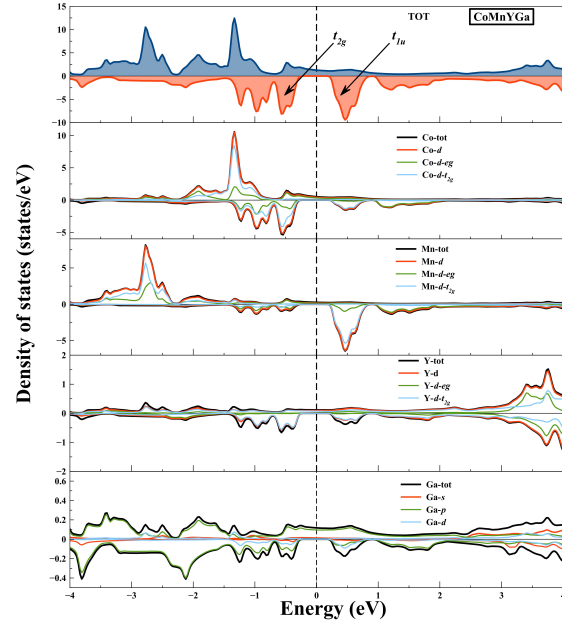 TOT
CoMnYGa
t2g
t1u
15
10
5
0
−5
−10
Co-tot
Co-d
Co-d-eg
Co-d-t2g
10
5
0
−5
Mn-tot
Mn-d
Mn-d-eg
Mn-d-t2g
5
0
−5
Y-tot
Y-d
Y-d-eg
Y-d-t2g
2
1
0
−1
2
Ga-tot
Ga-s
Ga-p
Ga-d
0.6
0.4
0.2
0
−0.2
−0.4
−4
−3
−2
−1
0
1
2
3
4
Energy (eV)
Density of states (states/eV)